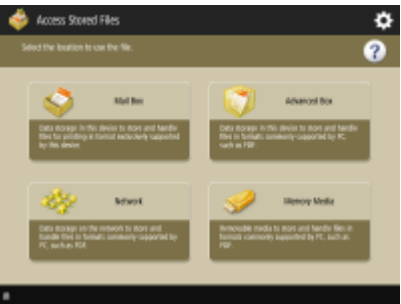 Access Stored Files
Select the location to use the file.
?
Mail Box
Advanced Box
Data storage in this device to store and handle
files for printing in format exclusively supported
by this device.
Data storage in this device to store and handle
files in formats commonly supported by PC,
such as PDF.
Network
Memory Media
Data storage on the network to store and
handle files in formats commonly supported by
PC, such as PDF.
Removable media to store and handle files in
formats commonly supported by PC, such as
PDF.